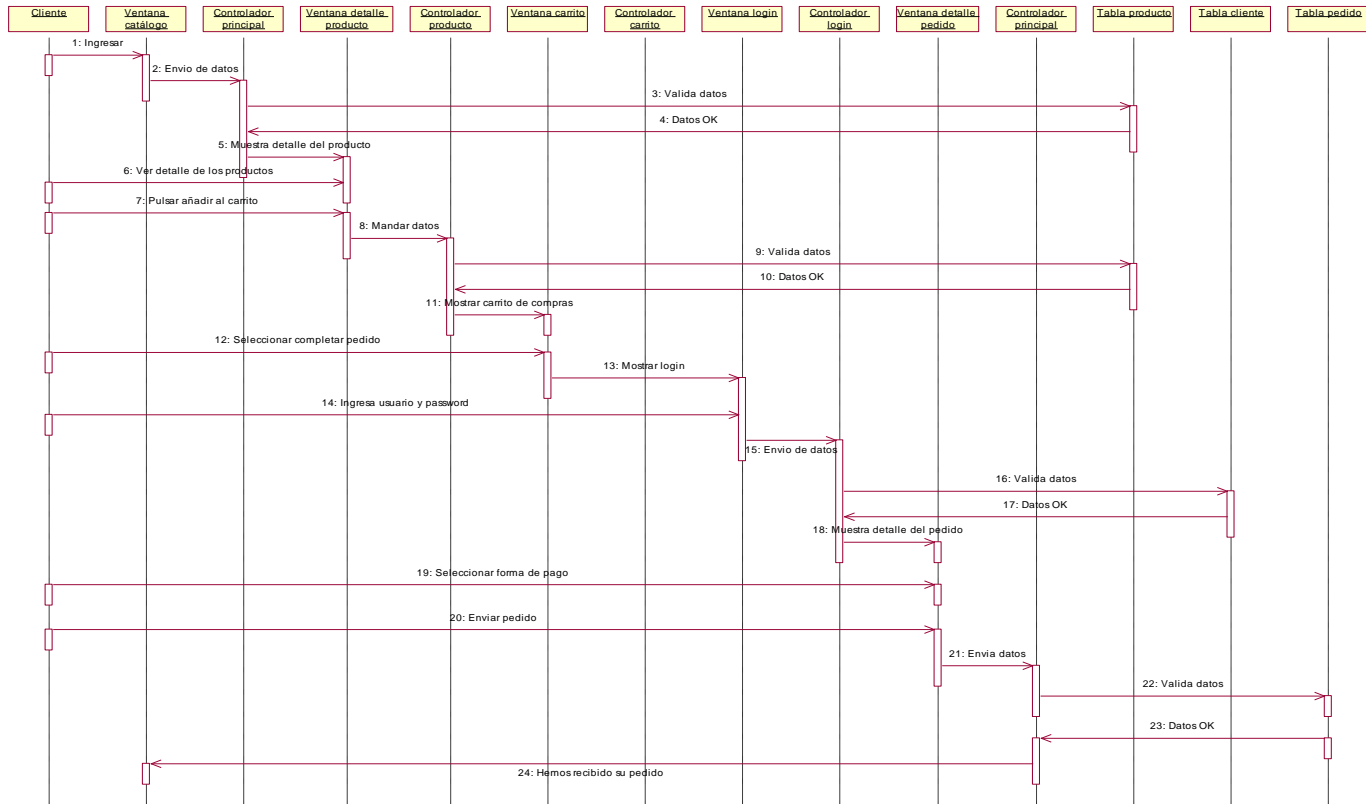 Cliente
Ventana
catálogo
Controlador
principal
Ventana detalle
producto
Controlador
producto
Ventana carrito
Controlador
carrito
Ventana login
Controlador
login
Ventana detalle
pedido
Controlador
principal
Tabla producto
Tabla cliente
Tabla pedido
1: Ingresar
2: Envio de datos
3: Valida datos
4: Datos OK
5: Muestra detalle del producto
6: Ver detalle de los productos
7: Pulsar añadir al carrito
8: Mandar datos
9: Valida datos
10: Datos OK
11: Mostrar carrito de compras
12: Seleccionar completar pedido
13: Mostrar login
14: Ingresa usuario y password
15: Envio de datos
16: Valida datos
17: Datos OK
18: Muestra detalle del pedido
19: Seleccionar forma de pago
20: Enviar pedido
21: Envia datos
22: Valida datos
23: Datos OK
24: Hemos recibido su pedido